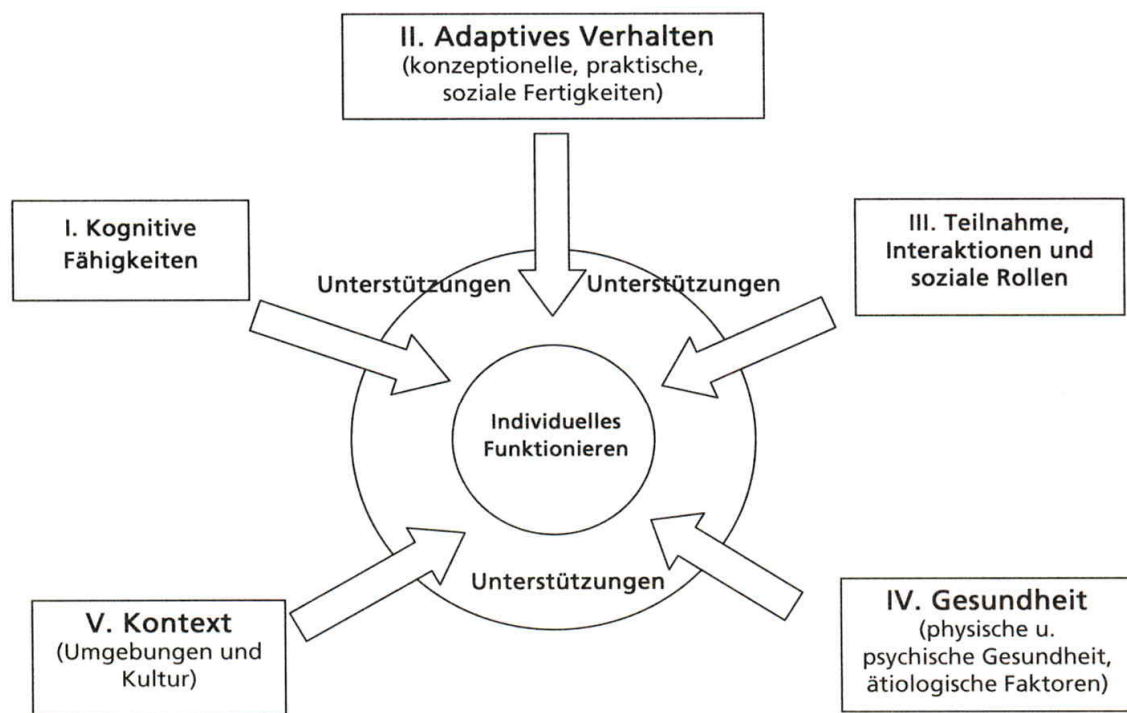 II. Adaptives Verhalten
(konzeptionelle, praktische,
soziale Fertigkeiten)
I. Kognitive
Fähigkeiten
III. Teilnahme,
Interaktionen und
soziale Rollen
Unterstützungen
Unterstützungen
Individuelles
Funktionieren
Unterstützungen
V. Kontext
(Umgebungen und
Kultur)
IV. Gesundheit
(physische u.
psychische Gesundheit,
ätiologische Faktoren)